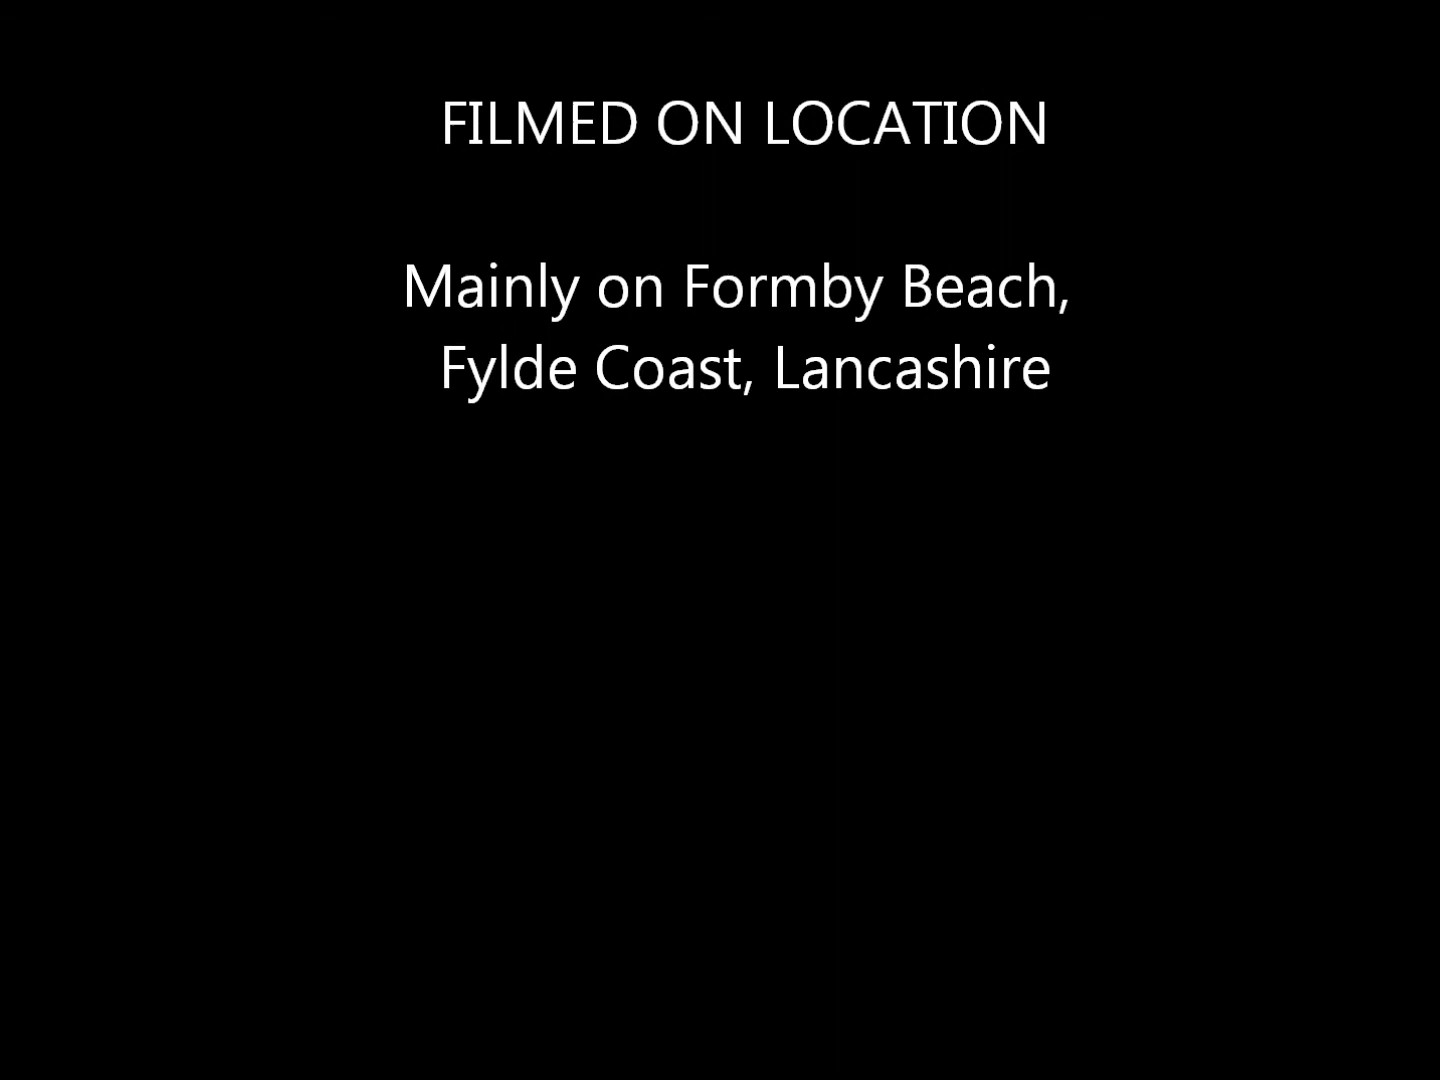 FILMED ON LOCATION
Mainly on Formby Beach,
Fylde Coast, Lancashire